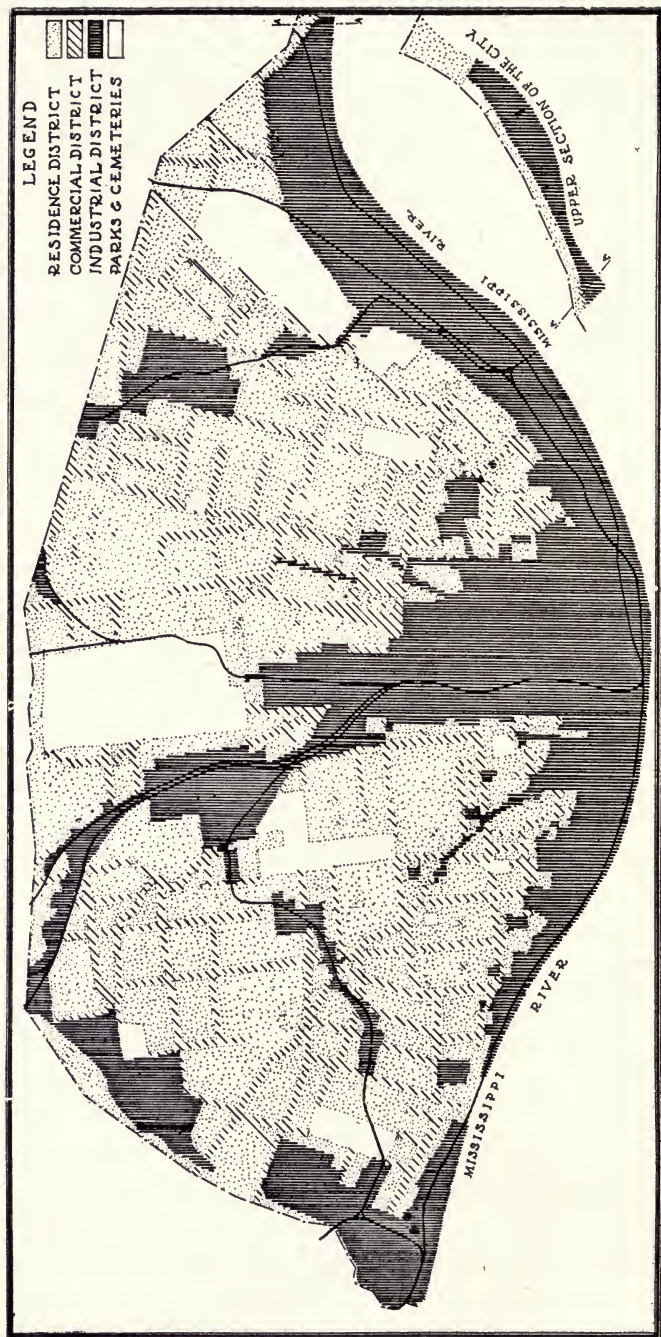 LEGEND
RESIDENCE DISTRICT
COMMERCIAL DISTRICT
INDUSTRIAL DISTRICT
PARKS & CEMETERIES
UPPER SECTION OF THE CITY
MISSISSIPPI RIVER
MISSISSIPPI RIVER